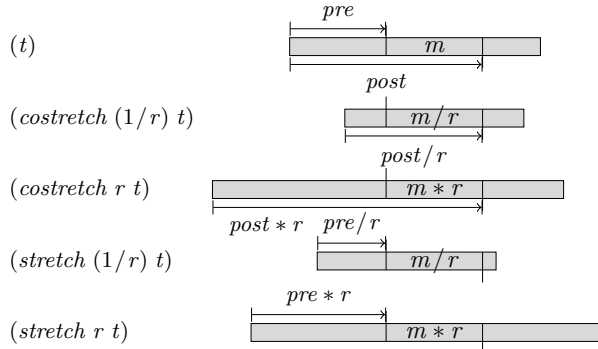 pre
(t)
m
post
(costretch (1/r) t)
m/r
post/r
(costretch r t)
m ∗ r
post ∗ r
pre/r
(stretch (1/r) t)
m/r
pre ∗ r
(stretch r t)
m ∗ r